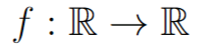 f : ℝ → ℝ